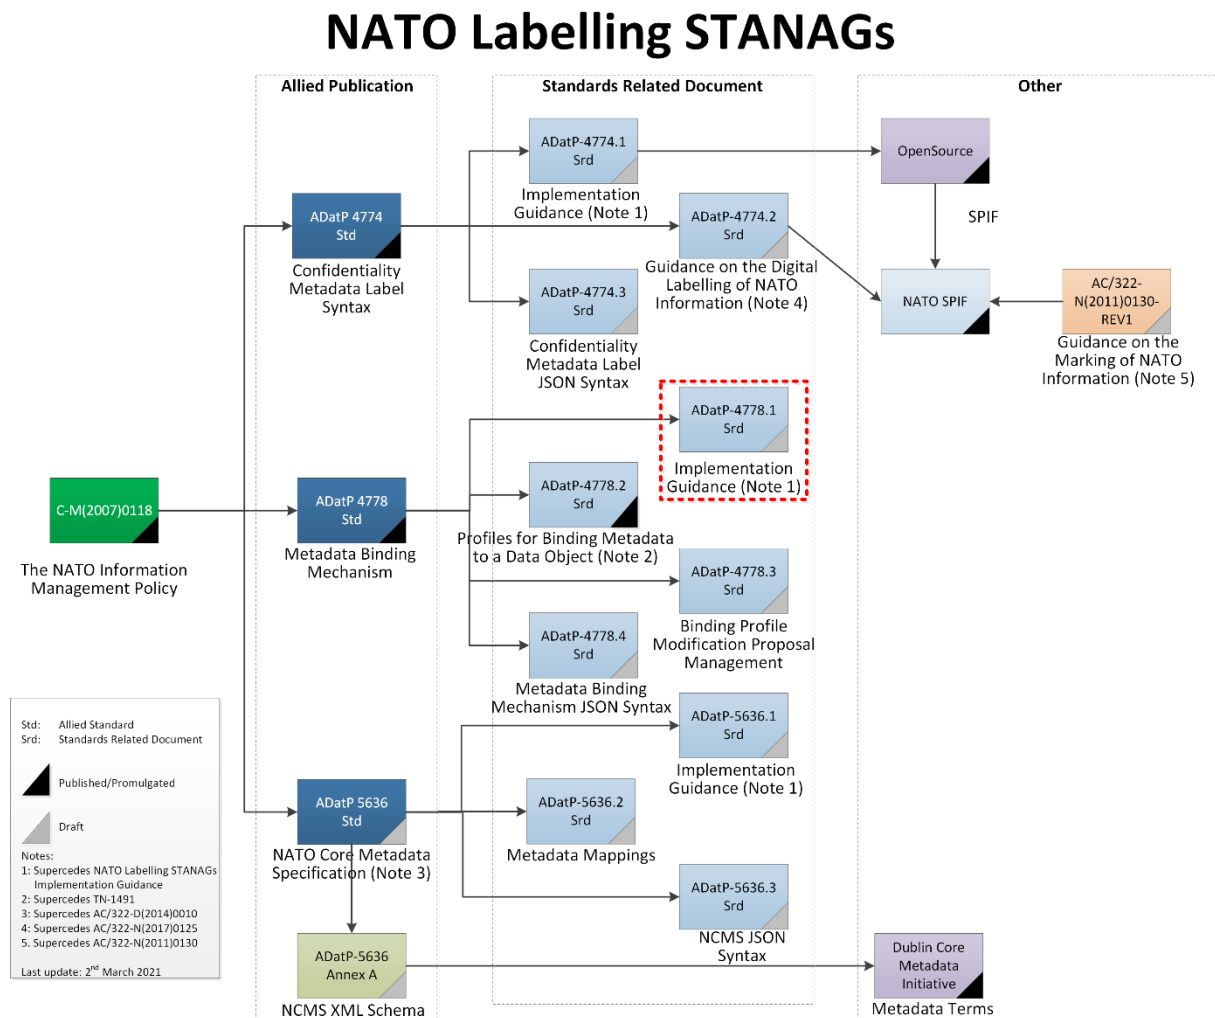 NATO Labelling STANAGs
Allied Publication
Standards Related Document
Other
ADatP-4774.1
Srd
Implementation
Guidance (Note 1)
OpenSource
SPIF
ADatP 4774
Std
Confidentiality
Metadata Label
Syntax
ADatP-4774.2
Srd
Guidance on the Digital
Labelling of NATO
Information (Note 4)
ADatP-4774.3
Srd
Confidentiality
Metadata Label
JSON Syntax
NATO SPIF
AC/322-
N(2011)0130-
REV1
Guidance on the
Marking of NATO
Information (Note 5)
ADatP-4778.1
Srd
Implementation
Guidance (Note 1)
C-M(2007)0118
The NATO Information
Management Policy
ADatP 4778
Std
Metadata Binding
Mechanism
ADatP-4778.2
Srd
Profiles for Binding Metadata
to a Data Object (Note 2)
ADatP-4778.3
Srd
Binding Profile
Modification Proposal
Management
ADatP-4778.4
Srd
Metadata Binding
Mechanism JSON Syntax
ADatP-5636.1
Srd
Implementation
Guidance (Note 1)
ADatP 5636
Std
NATO Core Metadata
Specification (Note 3)
ADatP-5636.2
Srd
Metadata Mappings
ADatP-5636.3
Srd
NCMS JSON
Syntax
ADatP-5636
Annex A
NCMS XML Schema
Dublin Core
Metadata
Initiative
Metadata Terms
Std: Allied Standard
Srd: Standards Related Document
Published/Promulgated
Draft
Notes:
1: Supercedes NATO Labelling STANAGs
Implementation Guidance
2: Supercedes TN-1491
3: Supercedes AC/322-D(2014)0010
4: Supercedes AC/322-N(2017)0125
5. Supercedes AC/322-N(2011)0130
Last update: 2nd March 2021